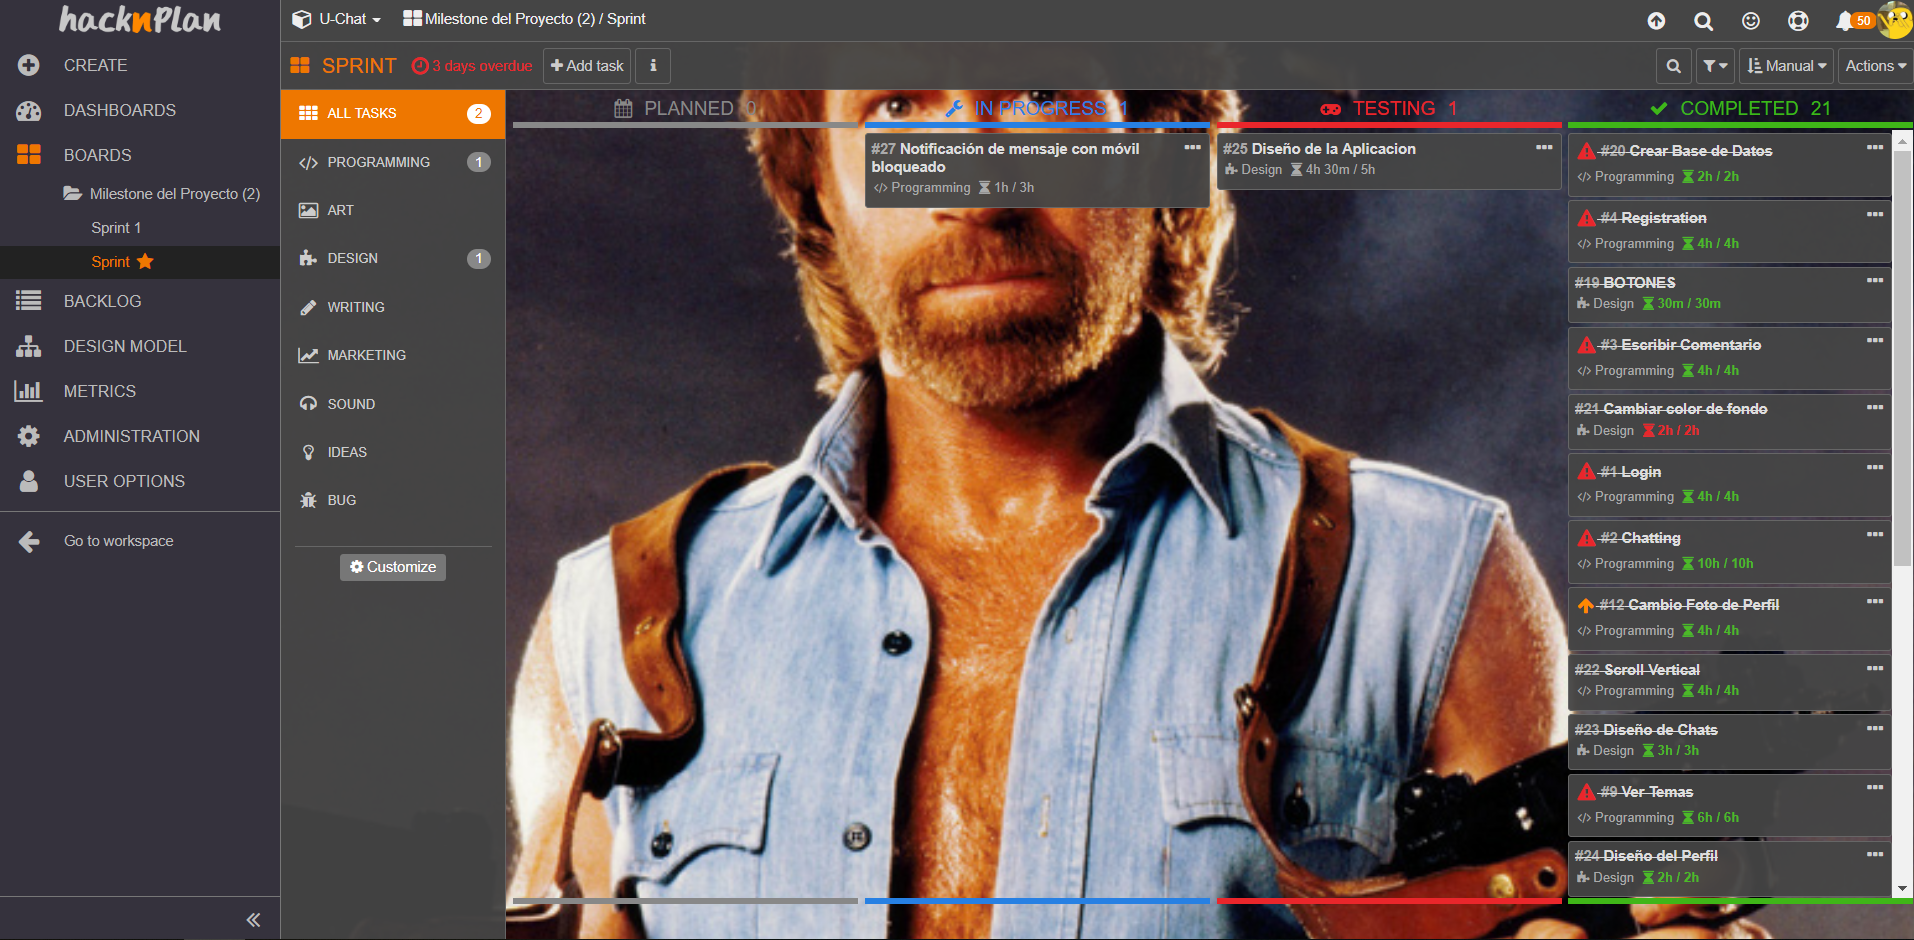 hacknPlan
U-Chat
Milestone del Proyecto (2) / Sprint
50
CREATE
DASHBOARDS
BOARDS
Milestone del Proyecto (2)
Sprint 1
Sprint
BACKLOG
DESIGN MODEL
METRICS
ADMINISTRATION
USER OPTIONS
Go to workspace
SPRINT
3 days overdue
Add task
Manual
Actions
ALL TASKS 2
PROGRAMMING 1
ART
DESIGN 1
WRITING
MARKETING
SOUND
IDEAS
BUG
Customize
PLANNED 0
IN PROGRESS 1
#27 Notificación de mensaje con móvil
bloqueado
Programming 1h / 3h
TESTING 1
#25 Diseño de la Aplicacion
Design 4h 30m / 5h
COMPLETED 21
#20 Crear Base de Datos
Programming 2h / 2h
#4 Registration
Programming 4h / 4h
#19 BOTONES
Design 30m / 30m
#3 Escribir Comentario
Programming 4h / 4h
#21 Cambiar color de fondo
Design 2h / 2h
#1 Login
Programming 4h / 4h
#2 Chatting
Programming 10h / 10h
#12 Cambio Foto de Perfil
Programming 4h / 4h
#22 Scroll Vertical
Programming 4h / 4h
#23 Diseño de Chats
Design 3h / 3h
#9 Ver Temas
Programming 6h / 6h
#24 Diseño del Perfil
Design 2h / 2h